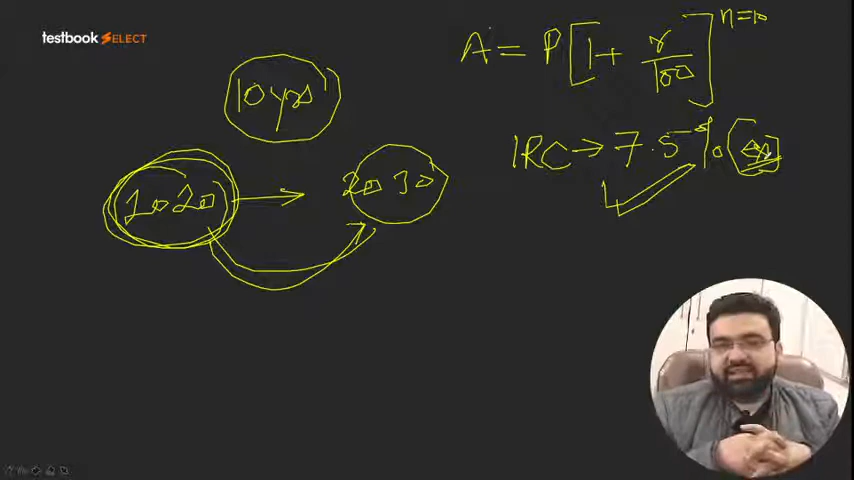 testbook SELECT
A = P[1 + r/100]^n=10
10 yrs
IRC → 7.5%
2020 → 2030